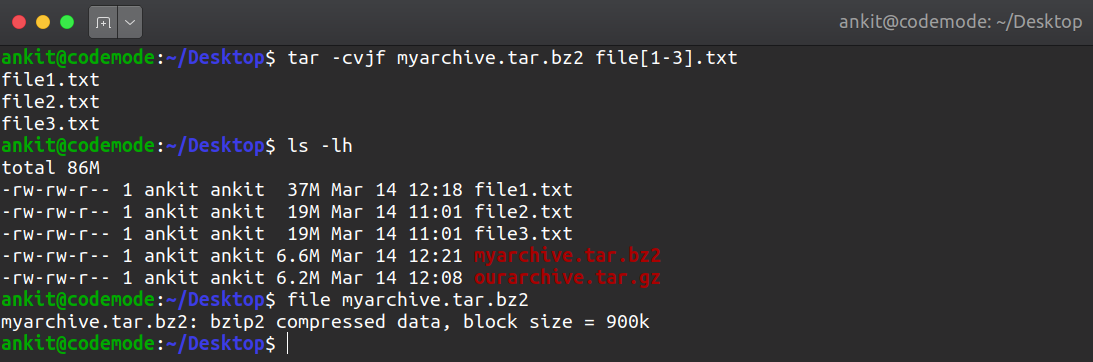 ankit@codemode: ~/Desktop
ankit@codemode:~/Desktop$ tar -cvjf myarchive.tar.bz2 file[1-3].txt
file1.txt
file2.txt
file3.txt
ankit@codemode:~/Desktop$ ls -lh
total 86M
-rw-rw-r-- 1 ankit ankit  37M Mar 14 12:18 file1.txt
-rw-rw-r-- 1 ankit ankit  19M Mar 14 11:01 file2.txt
-rw-rw-r-- 1 ankit ankit  19M Mar 14 11:01 file3.txt
-rw-rw-r-- 1 ankit ankit 6.6M Mar 14 12:21 myarchive.tar.bz2
-rw-rw-r-- 1 ankit ankit 6.2M Mar 14 12:08 ourarchive.tar.gz
ankit@codemode:~/Desktop$ file myarchive.tar.bz2
myarchive.tar.bz2: bzip2 compressed data, block size = 900k
ankit@codemode:~/Desktop$